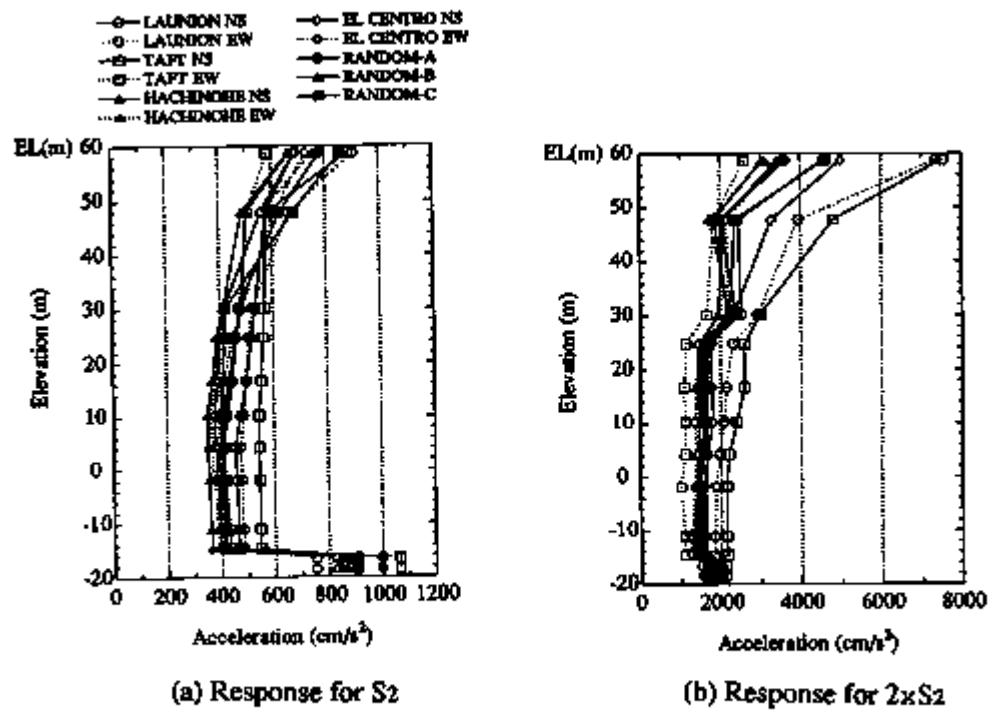 LAUNION NS
LAUNION EW
TAFT NS
TAFT EW
HACHINOHE NS
HACHINOHE EW
EL CENTRO NS
EL CENTRO EW
RANDOM-A
RANDOM-B
RANDOM-C
EL(m) 60
50
40
30
20
10
0
-10
-20
Elevation (m)
0 200 400 600 800 1000 1200
Acceleration (cm/s²)
(a) Response for S2
EL(m) 60
50
40
30
20
10
0
-10
-20
Elevation (m)
0 2000 4000 6000 8000
Acceleration (cm/s²)
(b) Response for 2xS2